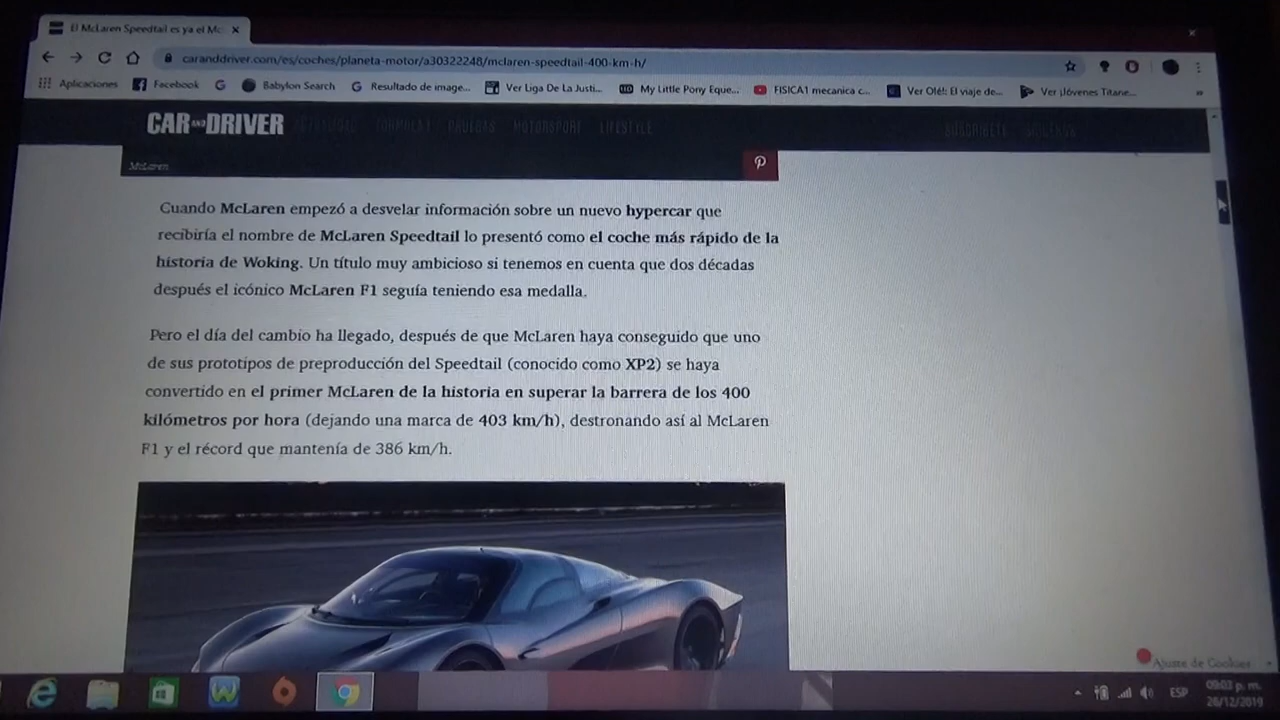 El McLaren Speedtail es ya el Mc
caranddriver.com/es/coches/planeta-motor/a30322248/mclaren-speedtail-400-km-h/
Aplicaciones Facebook Babylon Search Resultado de image... Ver Liga De La Justi... My Little Pony Eque... FISICA1 mecanica c... Ver Olé!: El viaje de... Ver ¡Jóvenes Titane...
CAR AND DRIVER FORMULA 1 PRUEBAS MOTORSPORT LIFESTYLE
McLaren
Cuando McLaren empezó a desvelar información sobre un nuevo hypercar que
recibiría el nombre de McLaren Speedtail lo presentó como el coche más rápido de la
historia de Woking. Un título muy ambicioso si tenemos en cuenta que dos décadas
después el icónico McLaren F1 seguía teniendo esa medalla.
Pero el día del cambio ha llegado, después de que McLaren haya conseguido que uno
de sus prototipos de preproducción del Speedtail (conocido como XP2) se haya
convertido en el primer McLaren de la historia en superar la barrera de los 400
kilómetros por hora (dejando una marca de 403 km/h), destronando así al McLaren
F1 y el récord que mantenía de 386 km/h.
Ajuste de Cookies
ESP
09:03 p. m.
28/12/2019